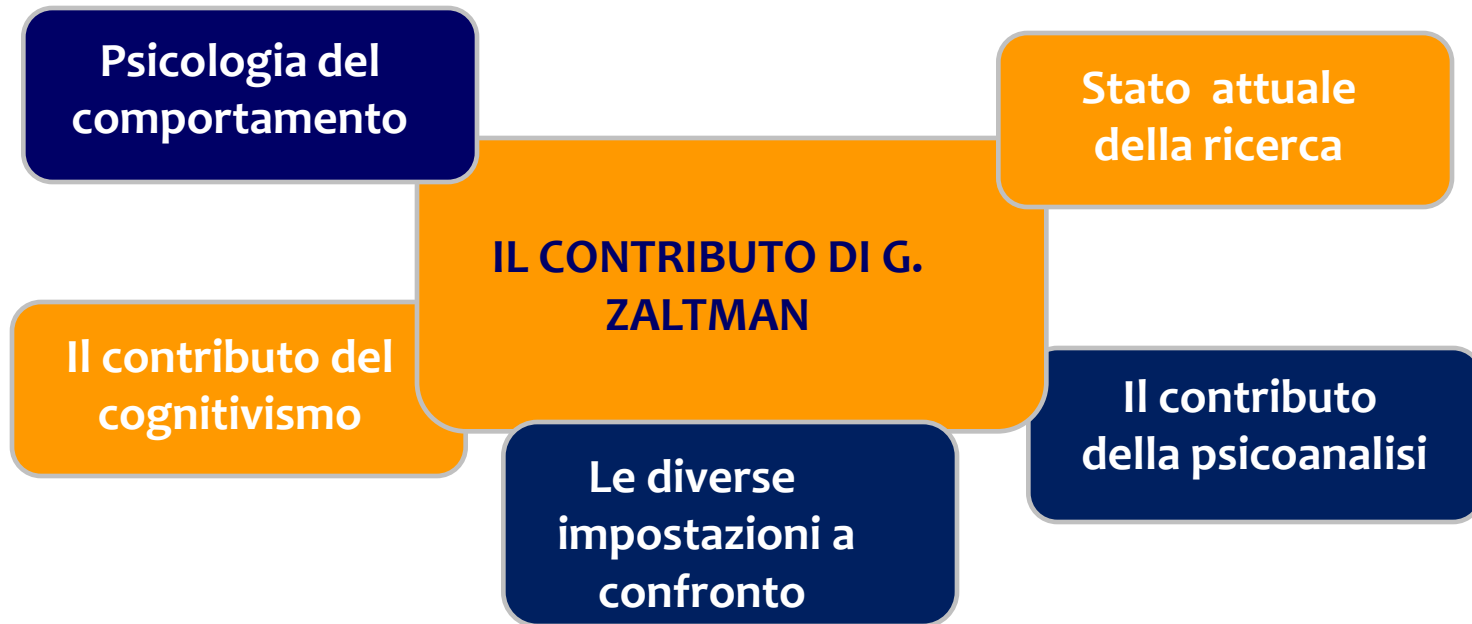 Psicologia del
comportamento
Stato attuale
della ricerca
IL CONTRIBUTO DI G.
ZALTMAN
Il contributo del
cognitivismo
Il contributo
della psicoanalisi
Le diverse
impostazioni a
confronto